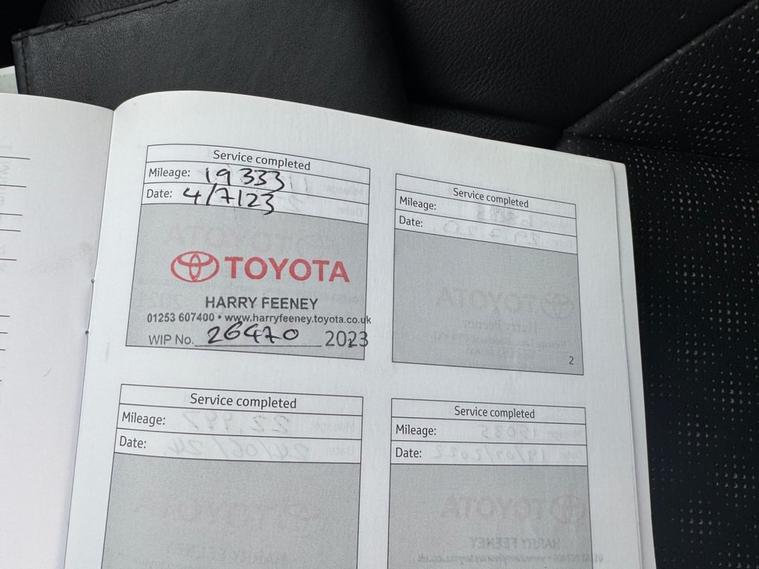 Service completed
Mileage: 19333
Date: 4/7/23
TOYOTA
HARRY FEENEY
01253 607400 • www.harryfeeney.toyota.co.uk
WIP No. 26470 2023
Service completed
Mileage:
Date:
2
Service completed
Mileage:
Date:
Service completed
Mileage:
Date: